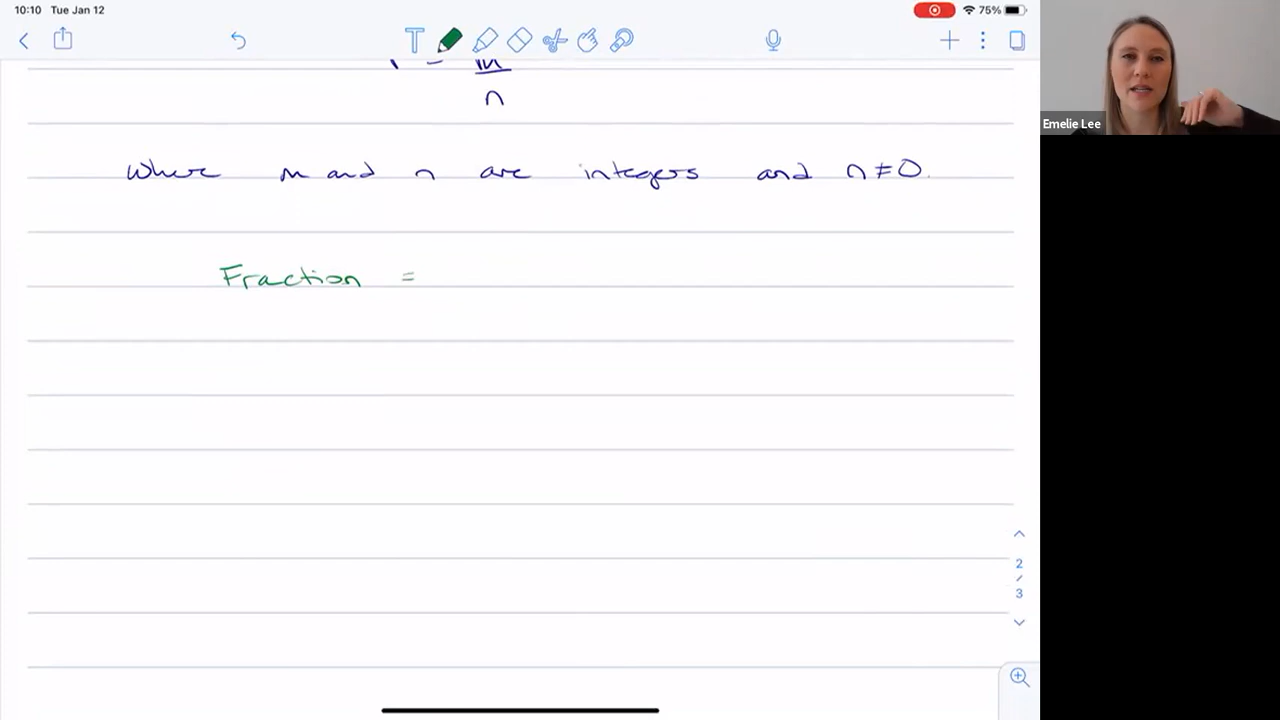 10:10 Tue Jan 12
75%
T
m
n
Where m and n are integers and n≠0.
Fraction =
2
/
3
Emelie Lee